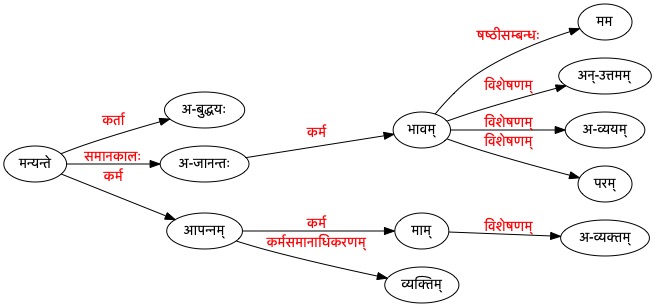 मम
षष्ठीसम्बन्धः
अन्-उत्तमम्
विशेषणम्
अ-बुद्धयः
कर्ता
भावम्
विशेषणम्
अ-व्ययम्
कर्म
विशेषणम्
मन्यन्ते
समानकालः
अ-जानन्तः
कर्म
परम्
आपन्नम्
कर्म
माम्
विशेषणम्
अ-व्यक्तम्
कर्मसमानाधिकरणम्
व्यक्तिम्